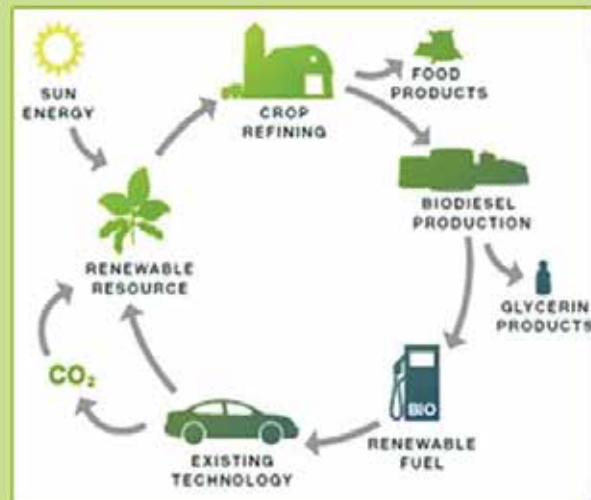 SUN
ENERGY
CROP
REFINING
FOOD
PRODUCTS
BIODIESEL
PRODUCTION
GLYCERIN
PRODUCTS
BIO
RENEWABLE
FUEL
EXISTING
TECHNOLOGY
CO₂
RENEWABLE
RESOURCE